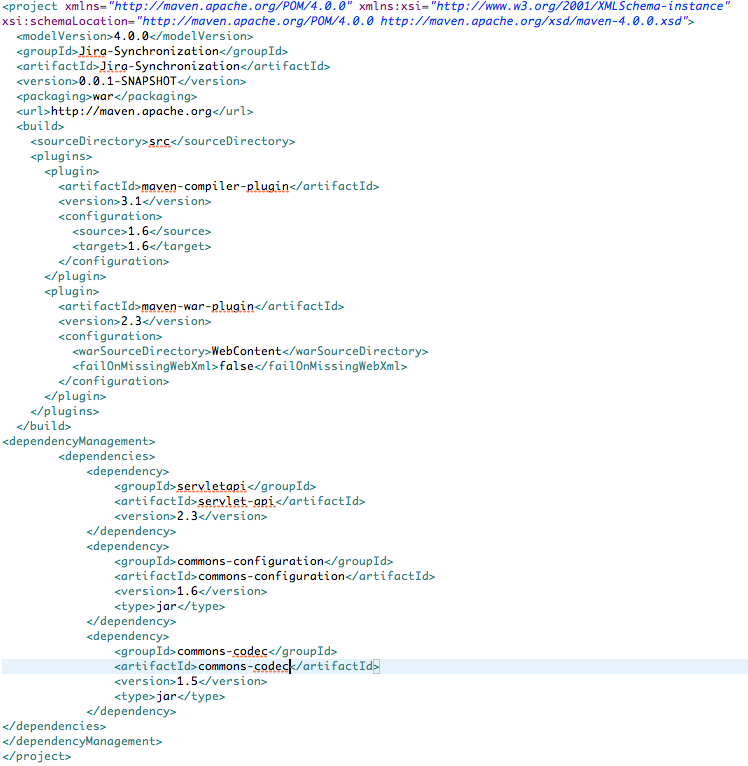 <project xmlns="http://maven.apache.org/POM/4.0.0" xmlns:xsi="http://www.w3.org/2001/XMLSchema-instance"
xsi:schemaLocation="http://maven.apache.org/POM/4.0.0 http://maven.apache.org/xsd/maven-4.0.0.xsd">
  <modelVersion>4.0.0</modelVersion>
  <groupId>Jira-Synchronization</groupId>
  <artifactId>Jira-Synchronization</artifactId>
  <version>0.0.1-SNAPSHOT</version>
  <packaging>war</packaging>
  <url>http://maven.apache.org</url>
  <build>
    <sourceDirectory>src</sourceDirectory>
    <plugins>
      <plugin>
        <artifactId>maven-compiler-plugin</artifactId>
        <version>3.1</version>
        <configuration>
          <source>1.6</source>
          <target>1.6</target>
        </configuration>
      </plugin>
      <plugin>
        <artifactId>maven-war-plugin</artifactId>
        <version>2.3</version>
        <configuration>
          <warSourceDirectory>WebContent</warSourceDirectory>
          <failOnMissingWebXml>false</failOnMissingWebXml>
        </configuration>
      </plugin>
    </plugins>
  </build>
<dependencyManagement>
        <dependencies>
            <dependency>
                <groupId>servletapi</groupId>
                <artifactId>servlet-api</artifactId>
                <version>2.3</version>
            </dependency>
            <dependency>
                <groupId>commons-configuration</groupId>
                <artifactId>commons-configuration</artifactId>
                <version>1.6</version>
                <type>jar</type>
            </dependency>
            <dependency>
                <groupId>commons-codec</groupId>
                <artifactId>commons-codec</artifactId>
                <version>1.5</version>
                <type>jar</type>
            </dependency>
</dependencies>
</dependencyManagement>
</project>